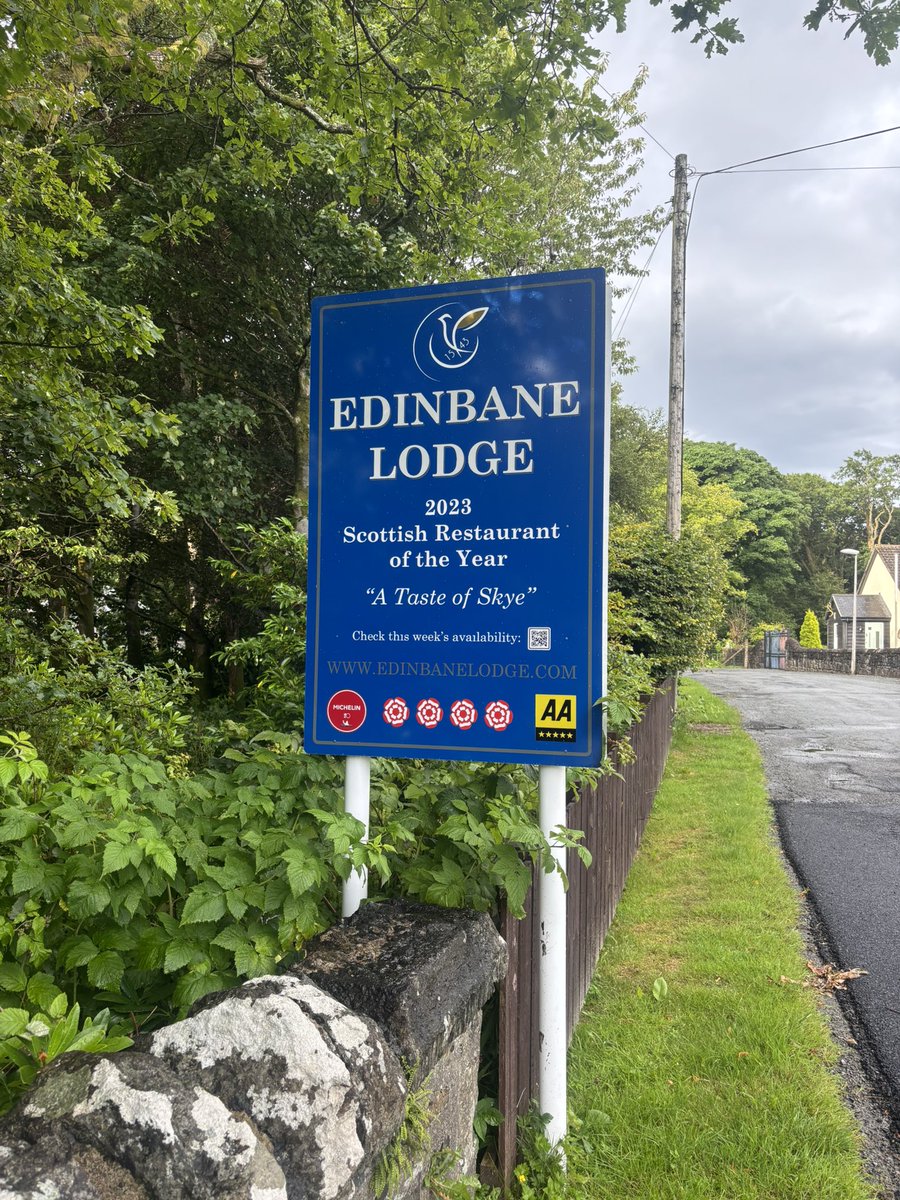 1543
EDINBANE
LODGE
2023
Scottish Restaurant
of the Year
“A Taste of Skye”
Check this week's availability:
WWW.EDINBANELODGE.COM
MICHELIN
AA